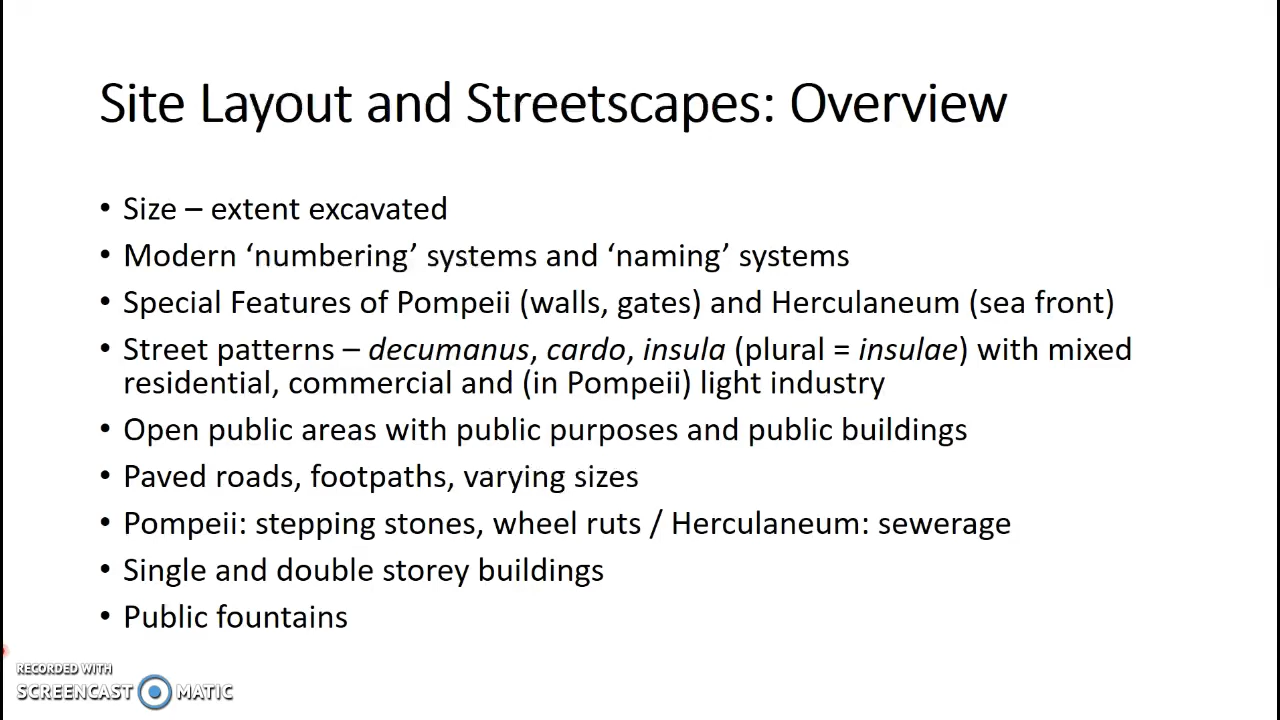 Site Layout and Streetscapes: Overview
• Size – extent excavated
• Modern ‘numbering’ systems and ‘naming’ systems
• Special Features of Pompeii (walls, gates) and Herculaneum (sea front)
• Street patterns – decumanus, cardo, insula (plural = insulae) with mixed
residential, commercial and (in Pompeii) light industry
• Open public areas with public purposes and public buildings
• Paved roads, footpaths, varying sizes
• Pompeii: stepping stones, wheel ruts / Herculaneum: sewerage
• Single and double storey buildings
• Public fountains
RECORDED WITH
SCREENCAST MATIC